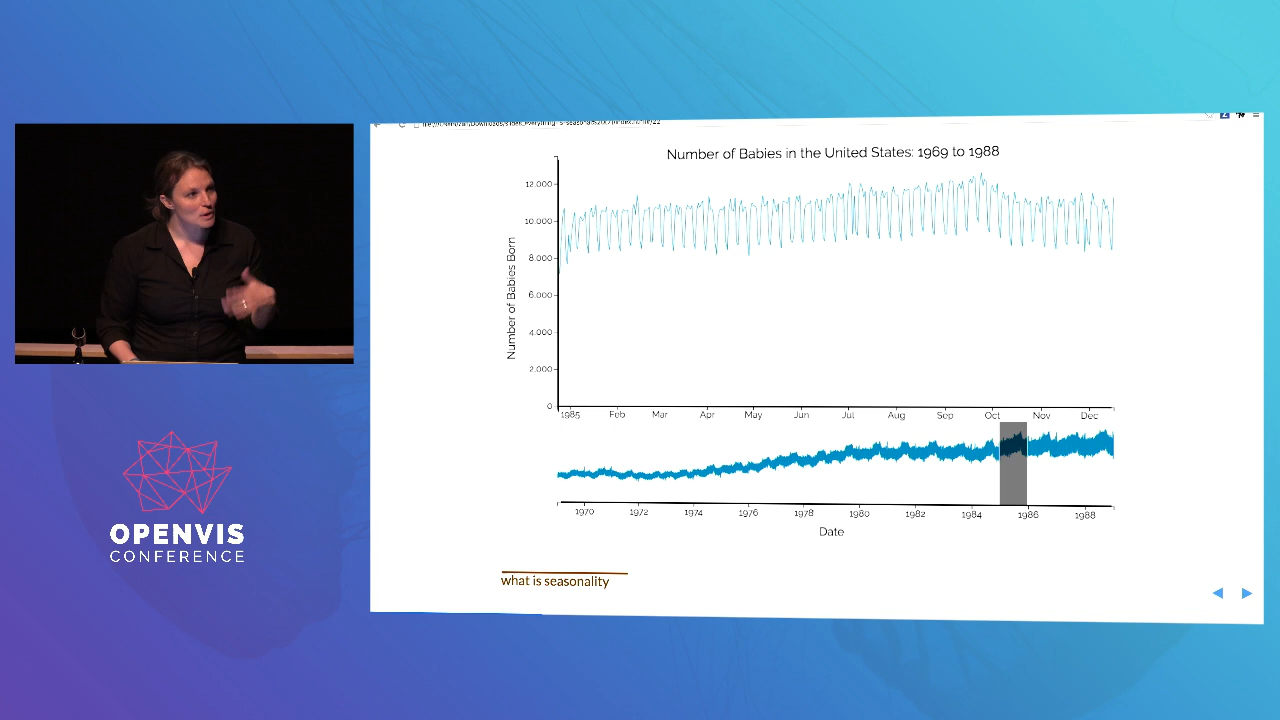 Number of Babies in the United States: 1969 to 1988
Number of Babies Born
12,000
10,000
8,000
6,000
4,000
2,000
0
1985 Feb Mar Apr May Jun Jul Aug Sep Oct Nov Dec
1970 1972 1974 1976 1978 1980 1982 1984 1986 1988
Date
what is seasonality
OPENVIS
CONFERENCE